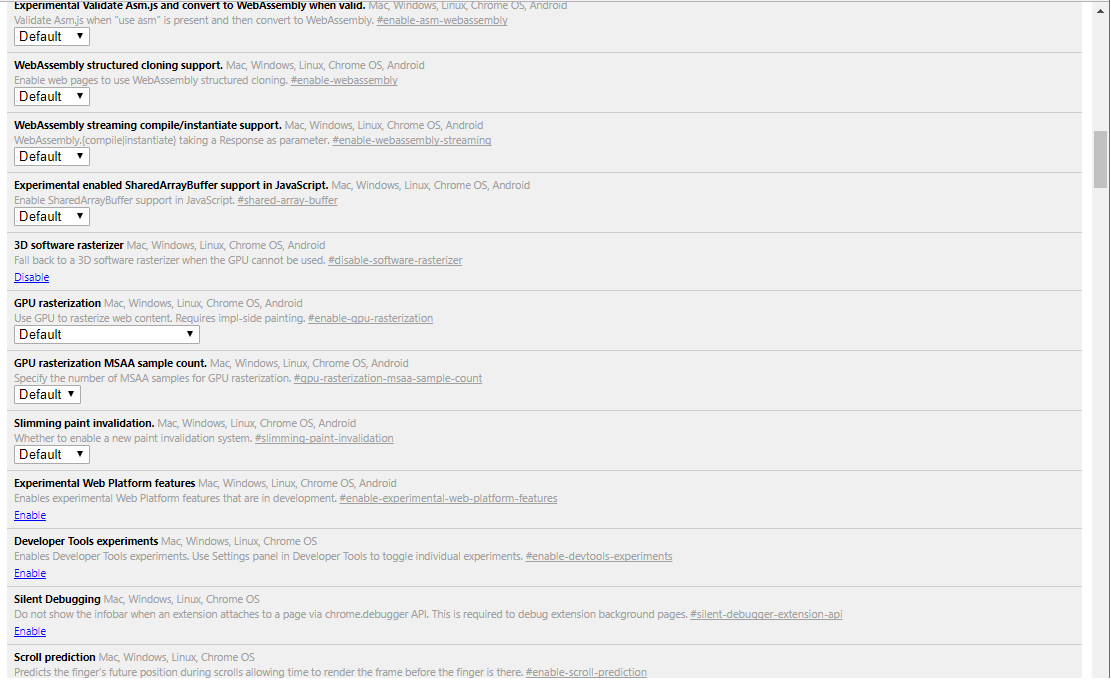 Experimental Validate Asm.js and convert to WebAssembly when valid. Mac, Windows, Linux, Chrome OS, Android
Validate Asm.js when "use asm" is present and then convert to WebAssembly. #enable-asm-webassembly
Default
WebAssembly structured cloning support. Mac, Windows, Linux, Chrome OS, Android
Enable web pages to use WebAssembly structured cloning. #enable-webassembly
Default
WebAssembly streaming compile/instantiate support. Mac, Windows, Linux, Chrome OS, Android
WebAssembly.{compile|instantiate} taking a Response as parameter. #enable-webassembly-streaming
Default
Experimental enabled SharedArrayBuffer support in JavaScript. Mac, Windows, Linux, Chrome OS, Android
Enable SharedArrayBuffer support in JavaScript. #shared-array-buffer
Default
3D software rasterizer Mac, Windows, Linux, Chrome OS, Android
Fall back to a 3D software rasterizer when the GPU cannot be used. #disable-software-rasterizer
Disable
GPU rasterization Mac, Windows, Linux, Chrome OS, Android
Use GPU to rasterize web content. Requires impl-side painting. #enable-gpu-rasterization
Default
GPU rasterization MSAA sample count. Mac, Windows, Linux, Chrome OS, Android
Specify the number of MSAA samples for GPU rasterization. #gpu-rasterization-msaa-sample-count
Default
Slimming paint invalidation. Mac, Windows, Linux, Chrome OS, Android
Whether to enable a new paint invalidation system. #slimming-paint-invalidation
Default
Experimental Web Platform features Mac, Windows, Linux, Chrome OS, Android
Enables experimental Web Platform features that are in development. #enable-experimental-web-platform-features
Enable
Developer Tools experiments Mac, Windows, Linux, Chrome OS
Enables Developer Tools experiments. Use Settings panel in Developer Tools to toggle individual experiments. #enable-devtools-experiments
Enable
Silent Debugging Mac, Windows, Linux, Chrome OS
Do not show the infobar when an extension attaches to a page via chrome.debugger API. This is required to debug extension background pages. #silent-debugger-extension-api
Enable
Scroll prediction Mac, Windows, Linux, Chrome OS
Predicts the finger's future position during scrolls allowing time to render the frame before the finger is there. #enable-scroll-prediction